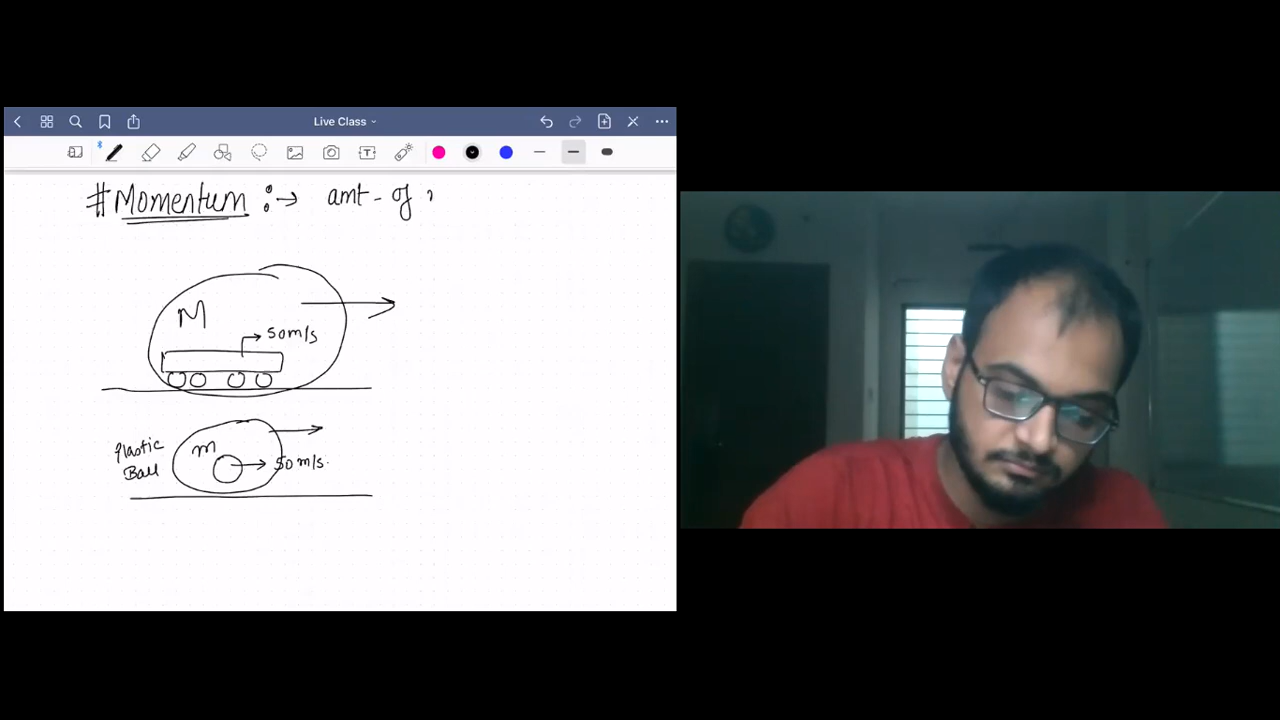 Live Class
#Momentum :→ amt - of
M
50m/s
Plastic
Ball
m
50m/s.